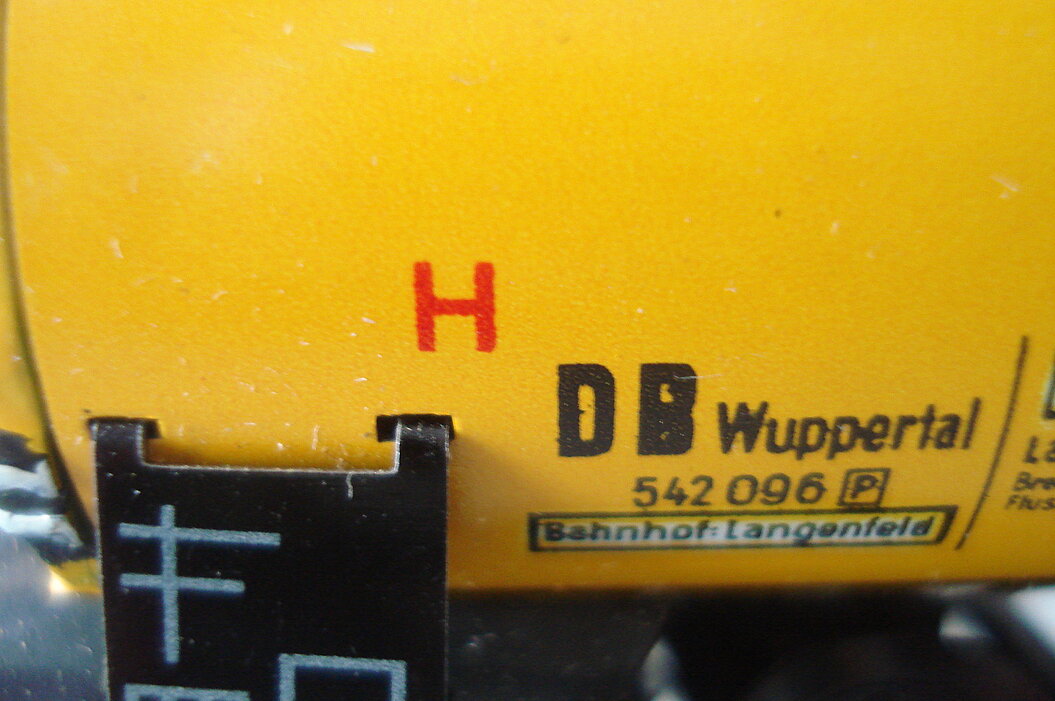 H
DB Wuppertal
542 096 P
Bahnhof: Langenfeld